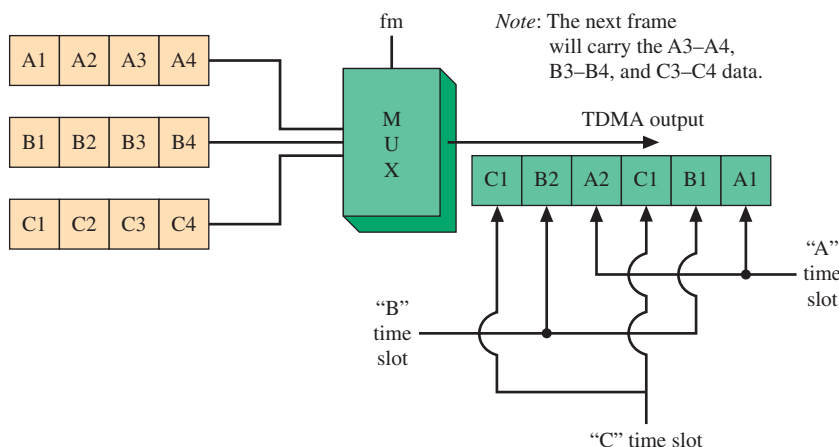 fm
Note: The next frame
will carry the A3–A4,
B3–B4, and C3–C4 data.
A1 A2 A3 A4
B1 B2 B3 B4
C1 C2 C3 C4
M
U
X
TDMA output
C1 B2 A2 C1 B1 A1
“A”
time
slot
“B”
time
slot
“C” time slot